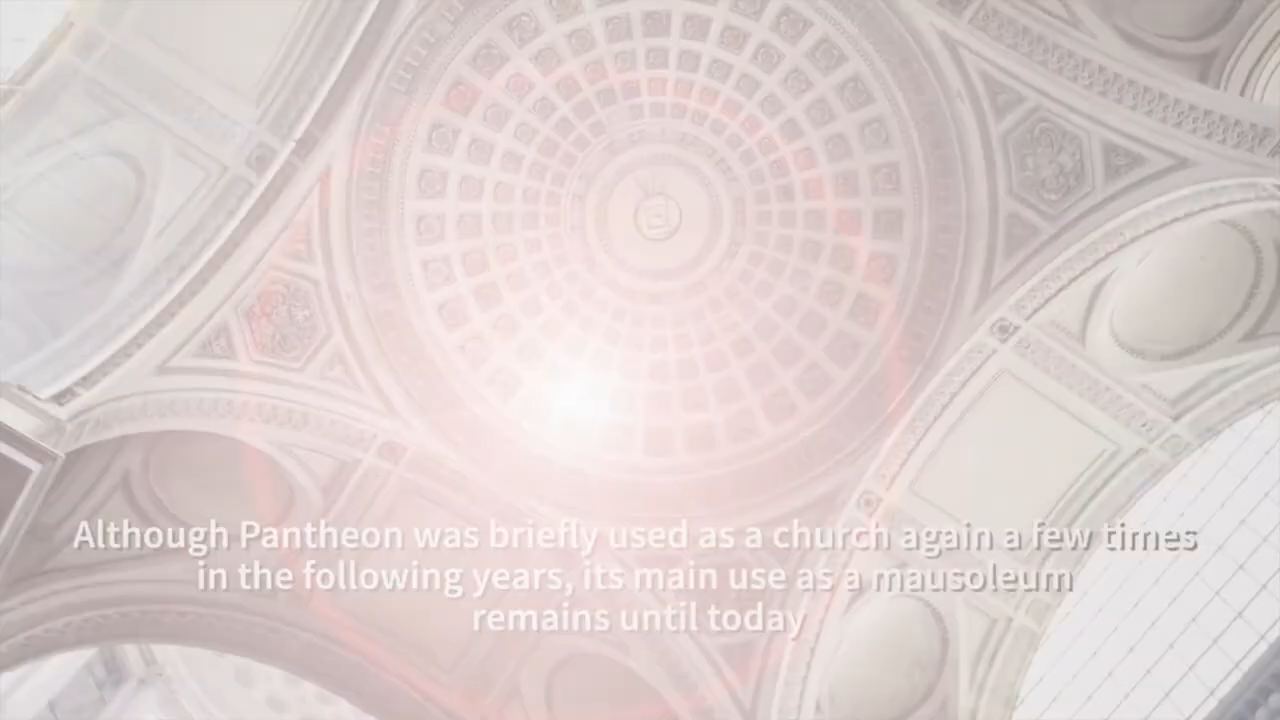 Although Pantheon was briefly used as a church again a few times
in the following years, its main use as a mausoleum
remains until today